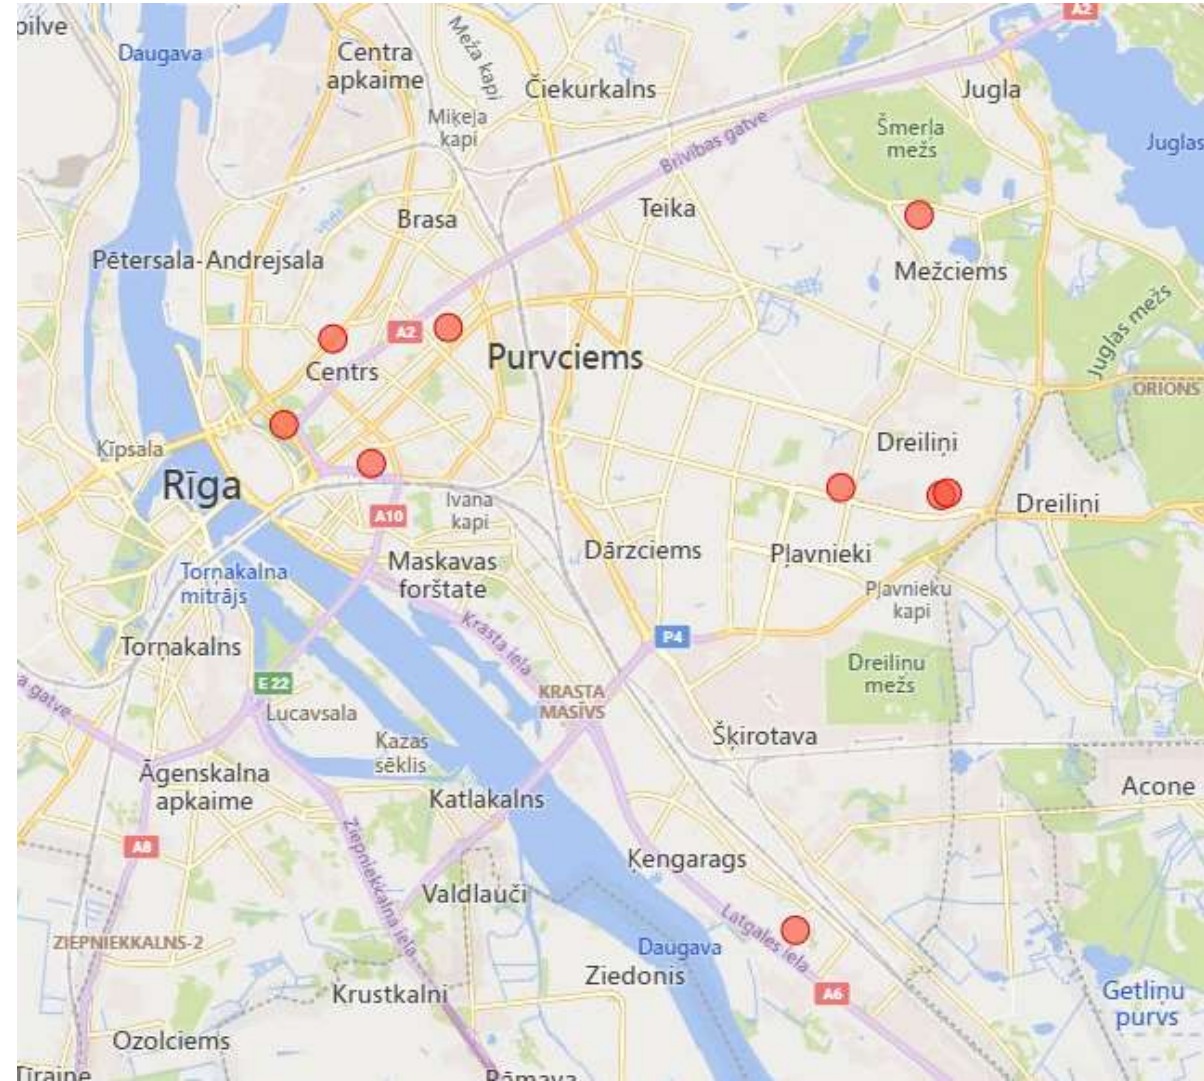 pilve
Daugava
Centra
apkaime
Meža kapi
Čiekurkalns
A2
Jugla
Miķeļa
kapi
Šmerļa
mežs
Juglas
Brīvības gatve
Brasa
Teika
Pētersala-Andrejsala
Mežciems
Juglas mežs
A2
Purvciems
Centrs
ORIONS
Ķīpsala
Dreiliņi
Rīga
Ivana
kapi
A10
Dreiliņi
Maskavas
forštate
Dārzciems
Pļavnieki
Torņakalna
mitrājs
Pļavnieku
kapi
Torņakalns
Krasta iela
P4
Dreiliņu
mežs
a gatve
E 22
Lucavsala
KRASTA
MASĪVS
Kazas
sēklis
Šķirotava
Āgenskalna
apkaime
Katlakalns
Acone
A8
Ziepniekkalna iela
Ķengarags
Valdlauči
Latgales iela
ZIEPNIEKKALNS-2
Daugava
Ziedonis
Krustkalni
A6
Getliņu
purvs
Ozolciems
Tīraine
Rāmava